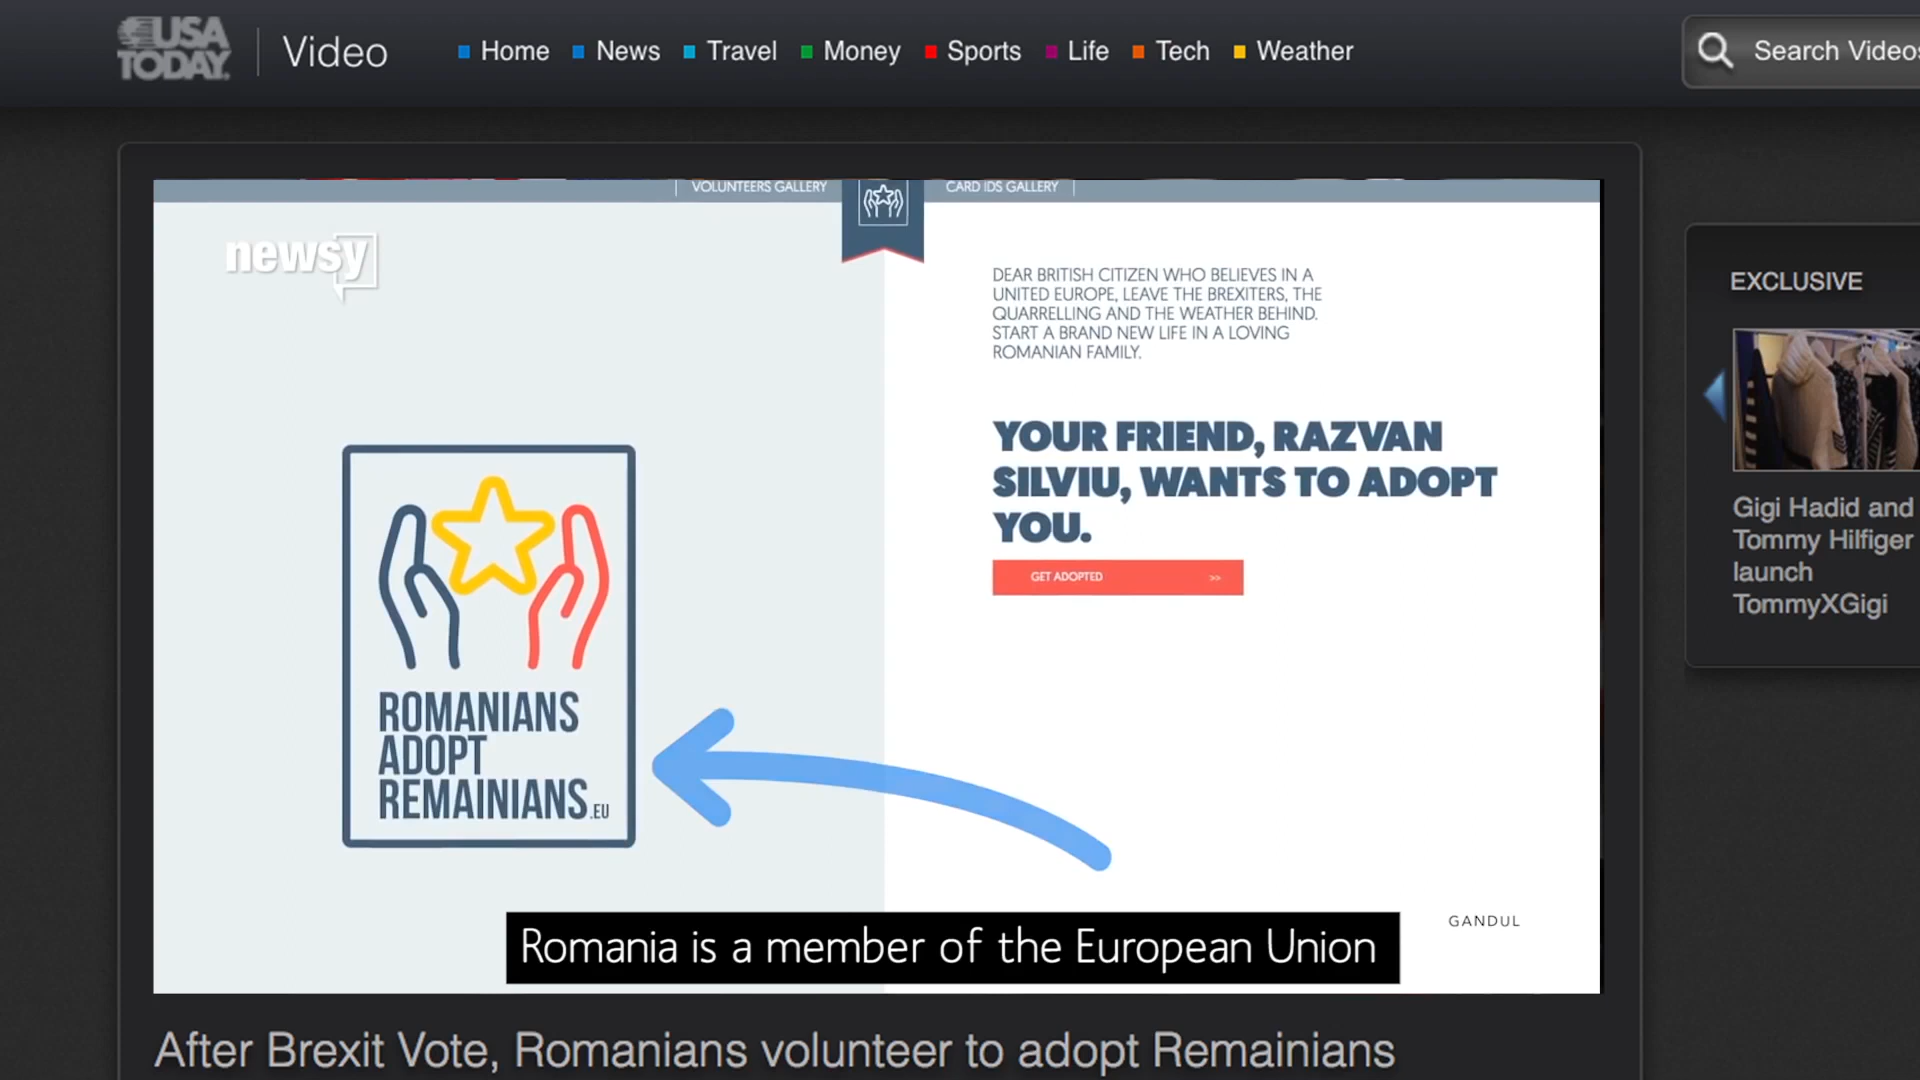 USA
TODAY
Video
Home
News
Travel
Money
Sports
Life
Tech
Weather
Search Videos
VOLUNTEERS GALLERY
CARD IDS GALLERY
newsy
DEAR BRITISH CITIZEN WHO BELIEVES IN A
UNITED EUROPE, LEAVE THE BREXITERS, THE
QUARRELLING AND THE WEATHER BEHIND.
START A BRAND NEW LIFE IN A LOVING
ROMANIAN FAMILY.
YOUR FRIEND, RAZVAN
SILVIU, WANTS TO ADOPT
YOU.
GET ADOPTED >>
ROMANIANS
ADOPT
REMAINIANS.EU
GANDUL
Romania is a member of the European Union
After Brexit Vote, Romanians volunteer to adopt Remainians
EXCLUSIVE
Gigi Hadid and
Tommy Hilfiger
launch
TommyXGigi